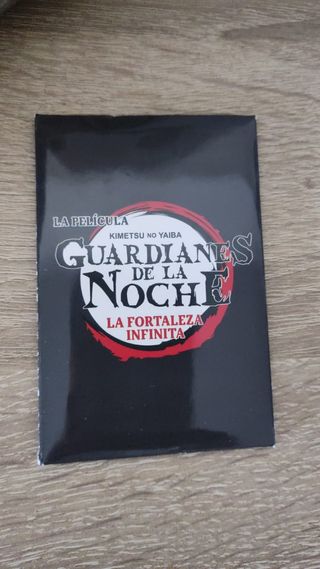 LA PELÍCULA
KIMETSU NO YAIBA
GUARDIANES
DE LA
NOCHE
LA FORTALEZA
INFINITA